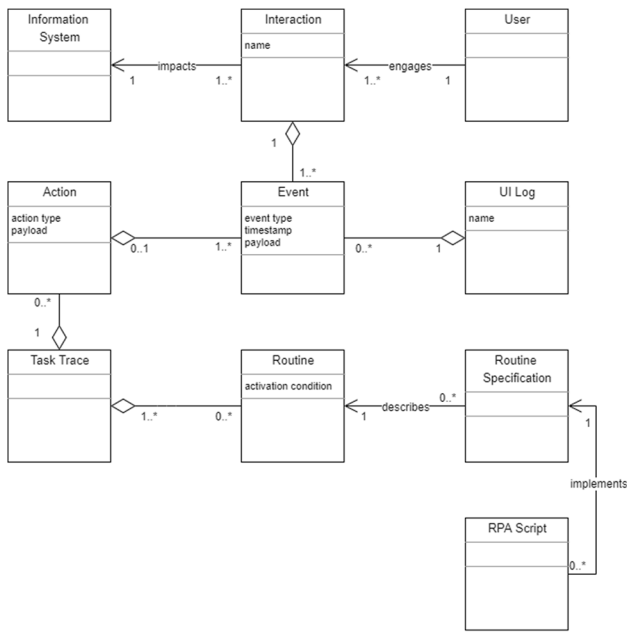 Information
System
Interaction
name
User
impacts
1
1..*
engages
1..*
1
1
1..*
Action
action type
payload
Event
event type
timestamp
payload
UI Log
name
0..1
1..*
0..*
1
0..*
1
Task Trace
Routine
activation condition
Routine
Specification
1..*
0..*
describes
1
0..*
1
implements
RPA Script
0..*